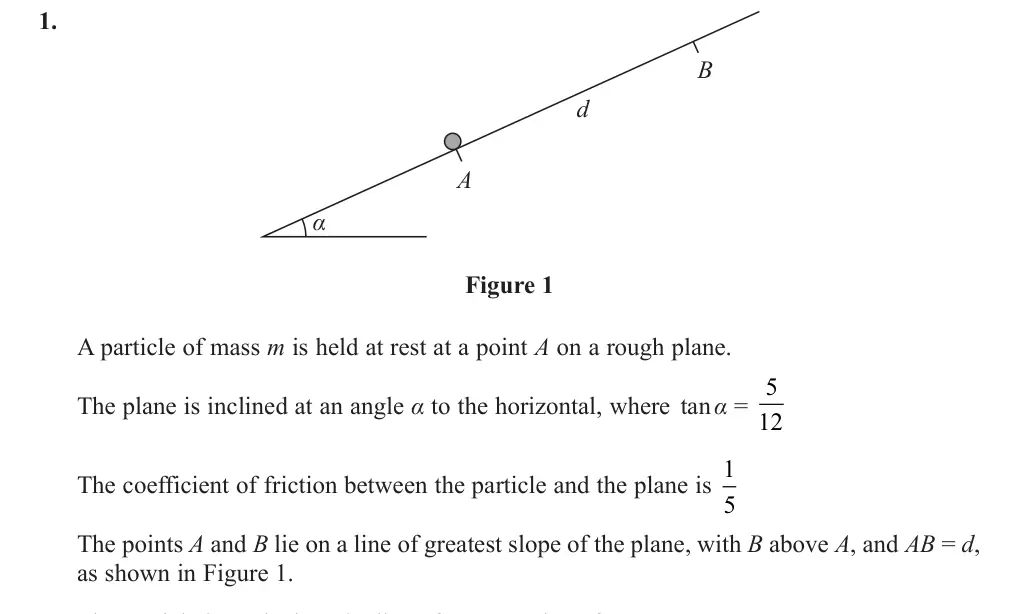 1.
B
d
A
α
Figure 1
A particle of mass m is held at rest at a point A on a rough plane.
The plane is inclined at an angle α to the horizontal, where tan α = 5/12
The coefficient of friction between the particle and the plane is 1/5
The points A and B lie on a line of greatest slope of the plane, with B above A, and AB = d,
as shown in Figure 1.